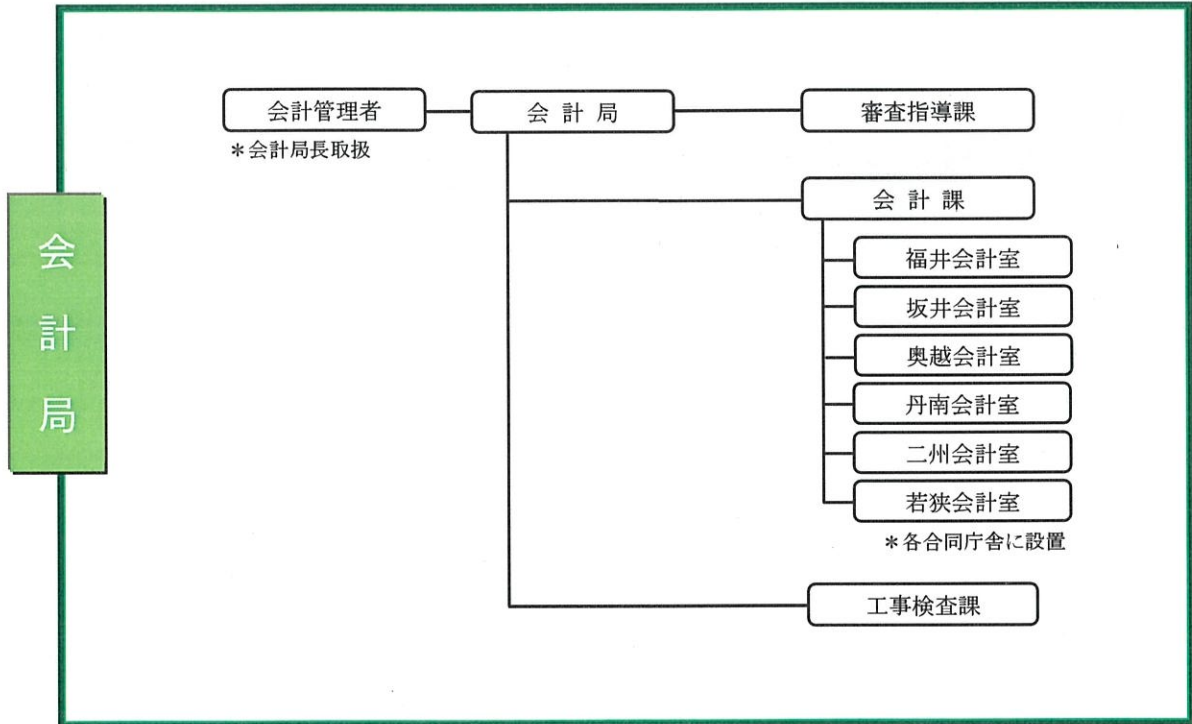 会計局
会計管理者
会計局
審査指導課
*会計局長取扱
会計課
福井会計室
坂井会計室
奥越会計室
丹南会計室
二州会計室
若狭会計室
*各合同庁舎に設置
工事検査課